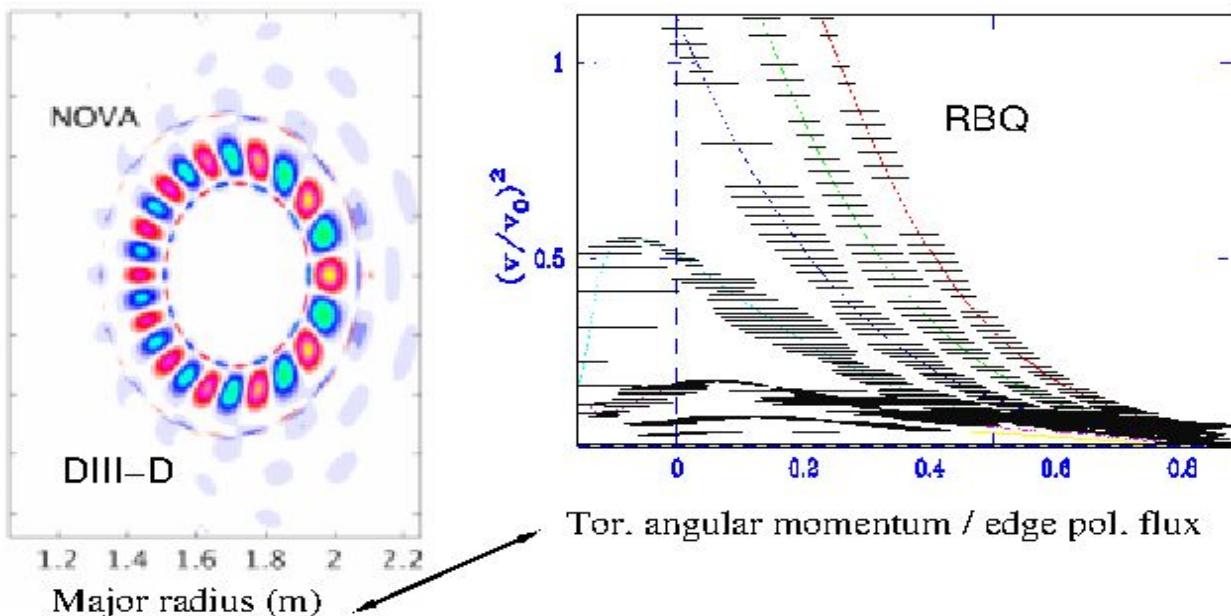 NOVA
DIII–D
1.2 1.4 1.6 1.8 2 2.2
Major radius (m)
RBQ
(v/v₀)²
1
0.5
0 0.2 0.4 0.6 0.8
Tor. angular momentum / edge pol. flux